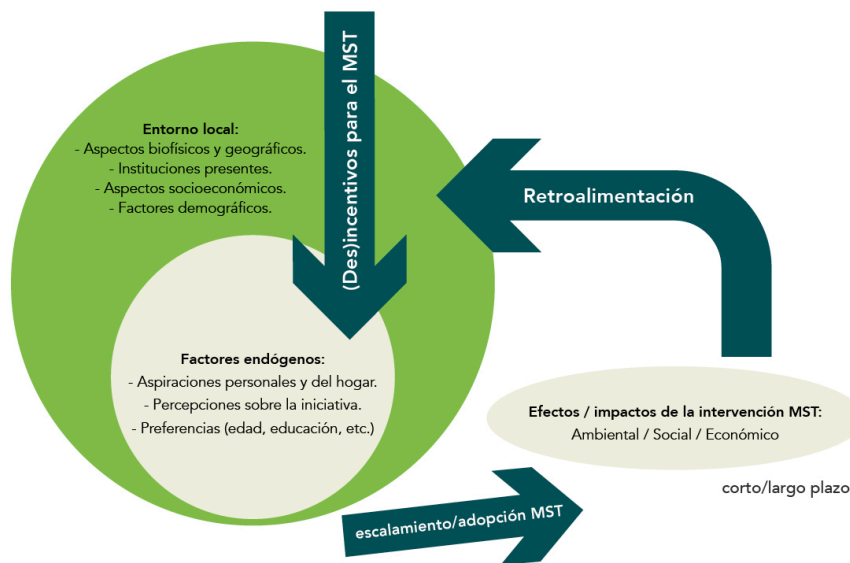 (Des)incentivos para el MST
Entorno local:
- Aspectos biofísicos y geográficos.
- Instituciones presentes.
- Aspectos socioeconómicos.
- Factores demográficos.
Retroalimentación
Factores endógenos:
- Aspiraciones personales y del hogar.
- Percepciones sobre la iniciativa.
- Preferencias (edad, educación, etc.)
Efectos / impactos de la intervención MST:
Ambiental / Social / Económico
corto/largo plazo
escalamiento/adopción MST